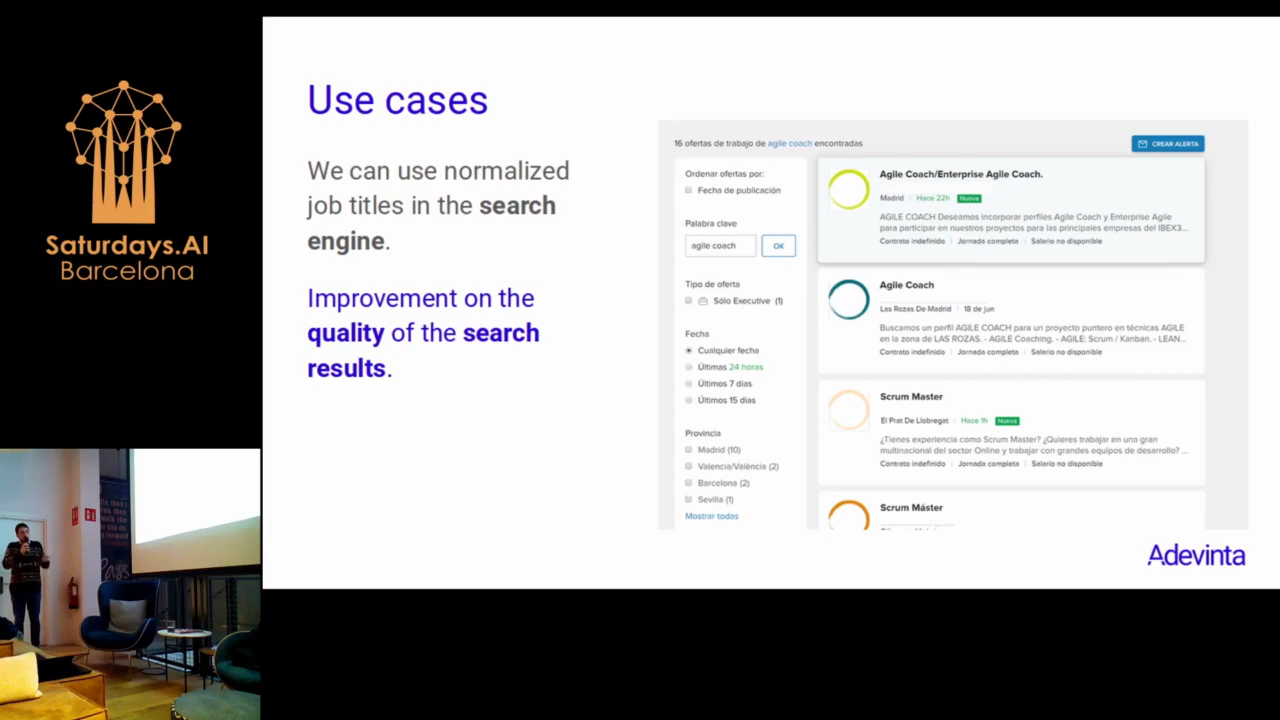 Saturdays.AI
Barcelona
Use cases
We can use normalized
job titles in the search
engine.
Improvement on the
quality of the search
results.
16 ofertas de trabajo de agile coach encontradas
CREAR ALERTA
Ordenar ofertas por:
Fecha de publicación
Palabra clave
agile coach
OK
Tipo de oferta
Sólo Executive (1)
Fecha
Cualquier fecha
Últimas 24 horas
Últimos 7 días
Últimos 15 días
Provincia
Madrid (10)
Valencia/València (2)
Barcelona (2)
Sevilla (1)
Mostrar todas
Agile Coach/Enterprise Agile Coach.
Madrid | Hace 22h Nueva
AGILE COACH Deseamos incorporar perfiles Agile Coach y Enterprise Agile
para participar en nuestros proyectos para las principales empresas del IBEX3...
Contrato indefinido | Jornada completa | Salario no disponible
Agile Coach
Las Rozas De Madrid | 18 de jun
Buscamos un perfil AGILE COACH para un proyecto puntero en técnicas AGILE
en la zona de LAS ROZAS. - AGILE Coaching. - AGILE: Scrum / Kanban. - LEAN...
Contrato indefinido | Jornada completa | Salario no disponible
Scrum Master
El Prat De Llobregat | Hace 1h Nueva
¿Tienes experiencia como Scrum Master? ¿Quieres trabajar en una gran
multinacional del sector Online y trabajar con grandes equipos de desarrollo? ...
Contrato indefinido | Jornada completa | Salario no disponible
Scrum Máster
Adevinta